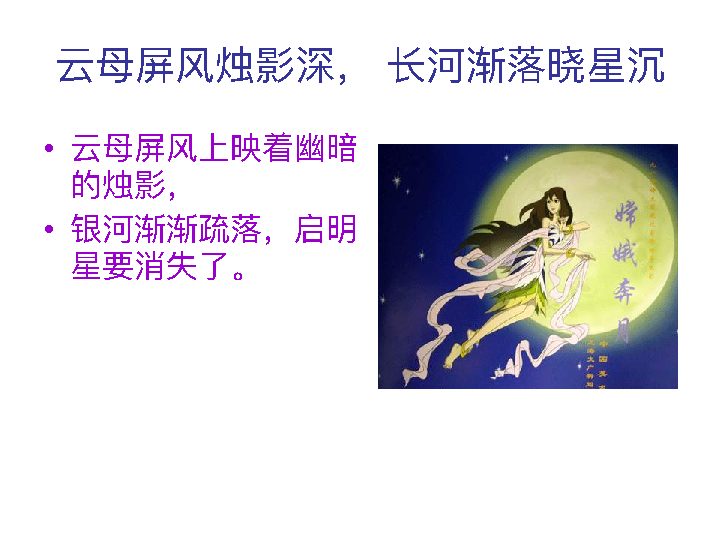 云母屏风烛影深， 长河渐落晓星沉
• 云母屏风上映着幽暗
的烛影，
• 银河渐渐疏落，启明
星要消失了。
嫦娥奔月